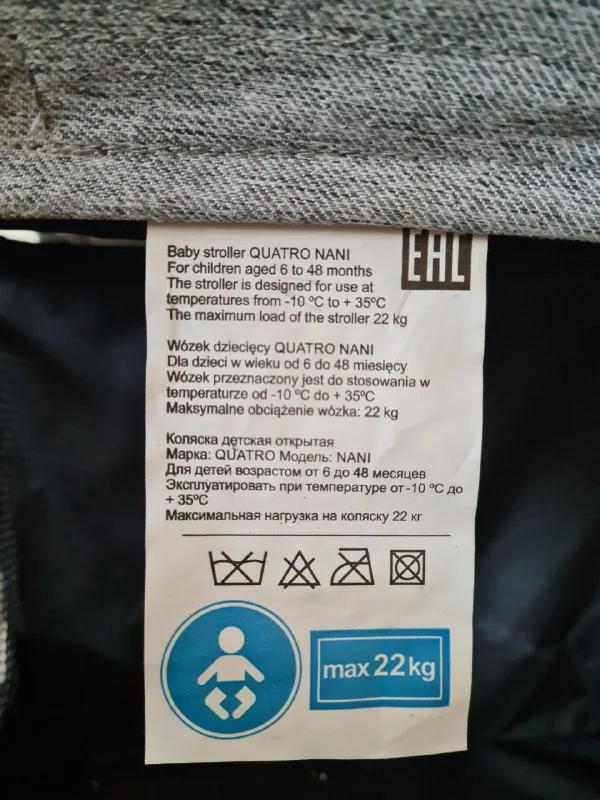 Baby stroller QUATRO NANI
For children aged 6 to 48 months
The stroller is designed for use at
temperatures from -10 ºC to + 35ºC
The maximum load of the stroller 22 kg
EAC
Wózek dziecięcy QUATRO NANI
Dla dzieci w wieku od 6 do 48 miesięcy
Wózek przeznaczony jest do stosowania w
temperaturze od -10 ºC do + 35ºC
Maksymalne obciążenie wózka: 22 kg
Коляска детская открытая
Марка: QUATRO Модель: NANI
Для детей возрастом от 6 до 48 месяцев
Эксплуатировать при температуре от -10 ºC до
+ 35ºC
Максимальная нагрузка на коляску 22 кг
max 22 kg